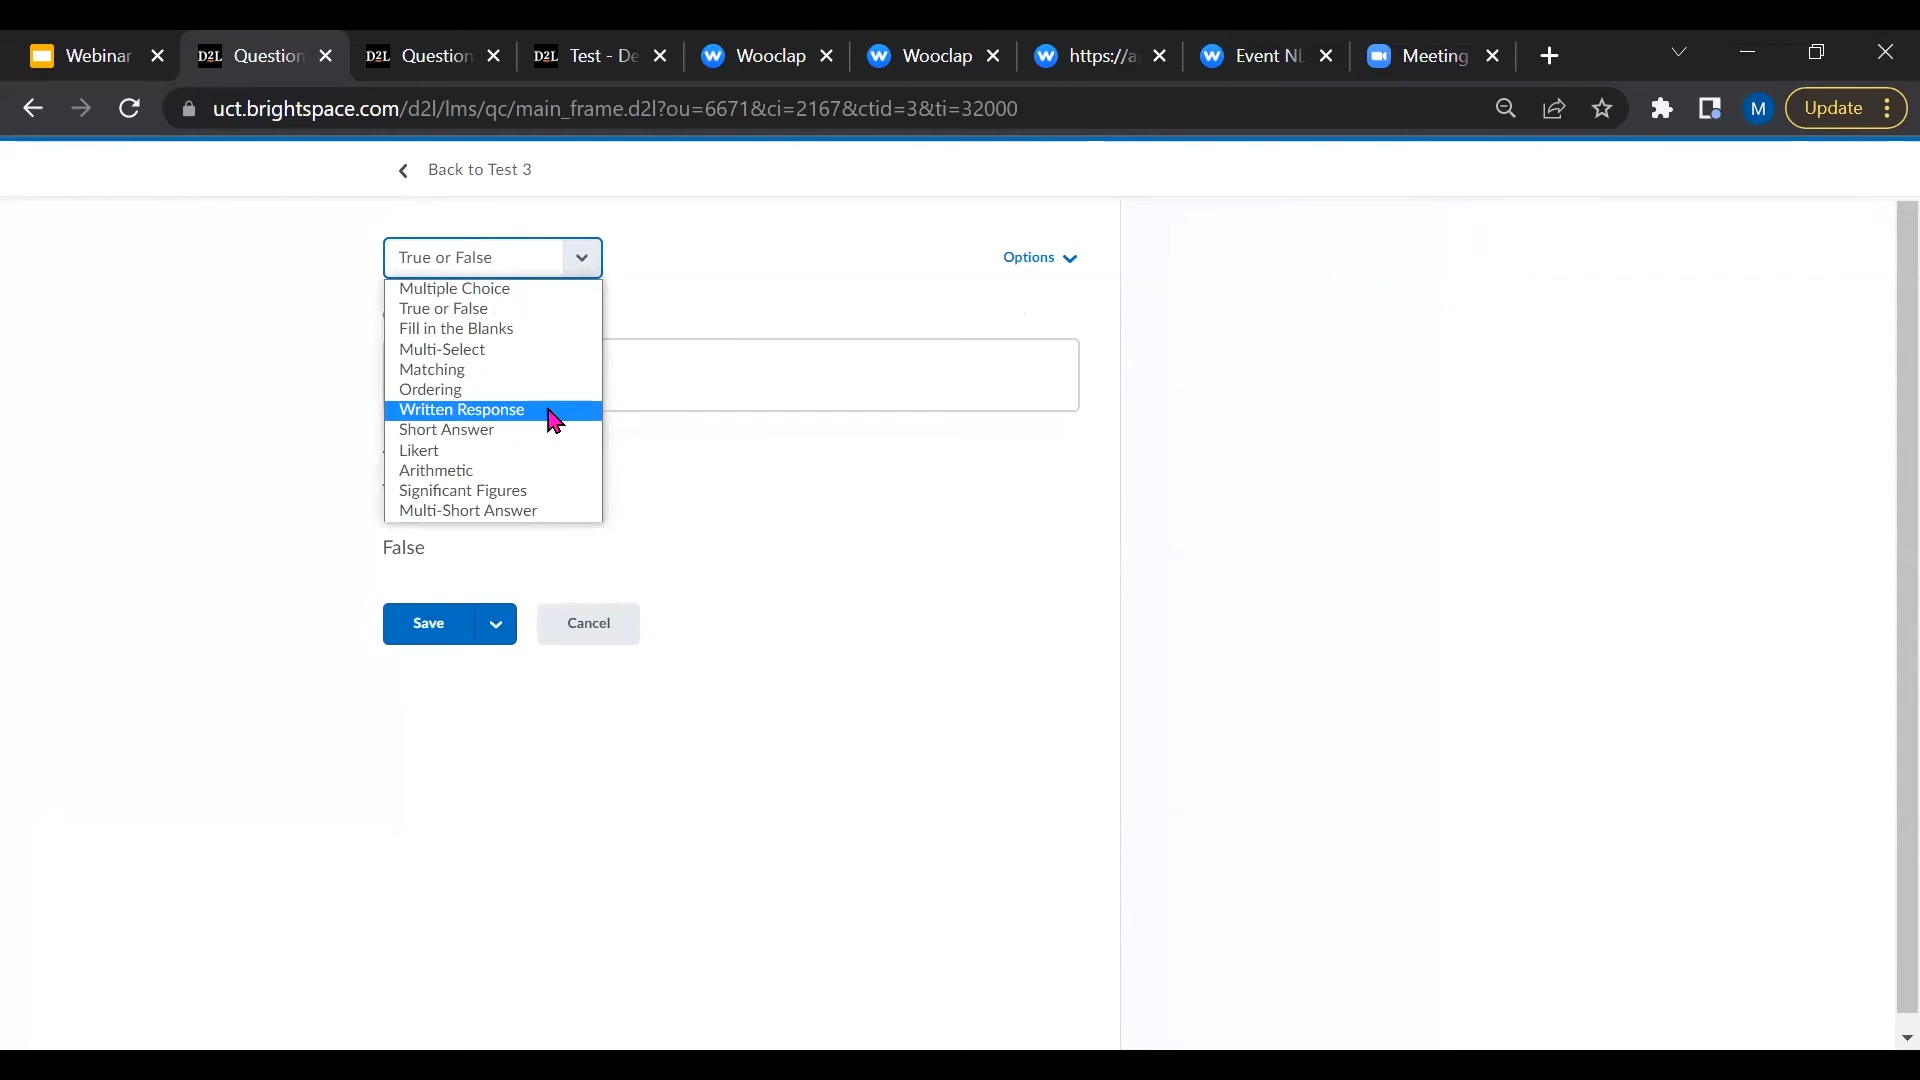 Webinar
Question
Question
Test - De
Wooclap
Wooclap
https://a
Event NL
Meeting
uct.brightspace.com/d2l/lms/qc/main_frame.d2l?ou=6671&ci=2167&ctid=3&ti=32000
M
Update
Back to Test 3
True or False
Options
Multiple Choice
True or False
Fill in the Blanks
Multi-Select
Matching
Ordering
Written Response
Short Answer
Likert
Arithmetic
Significant Figures
Multi-Short Answer
False
Save
Cancel